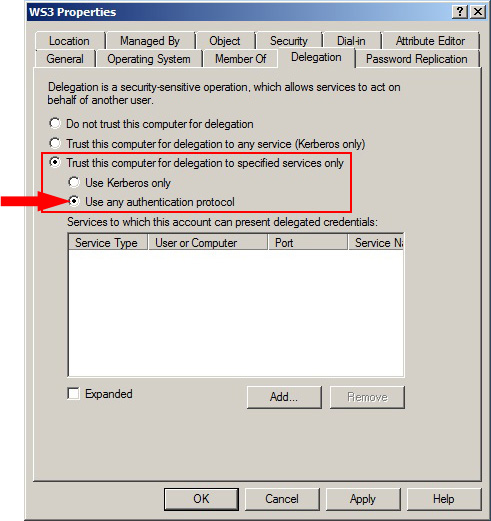 WS3 Properties
Location Managed By Object Security Dial-in Attribute Editor
General Operating System Member Of Delegation Password Replication
Delegation is a security-sensitive operation, which allows services to act on
behalf of another user.
Do not trust this computer for delegation
Trust this computer for delegation to any service (Kerberos only)
Trust this computer for delegation to specified services only
Use Kerberos only
Use any authentication protocol
Services to which this account can present delegated credentials:
Service Type User or Computer Port Service Na
Expanded Add... Remove
OK Cancel Apply Help